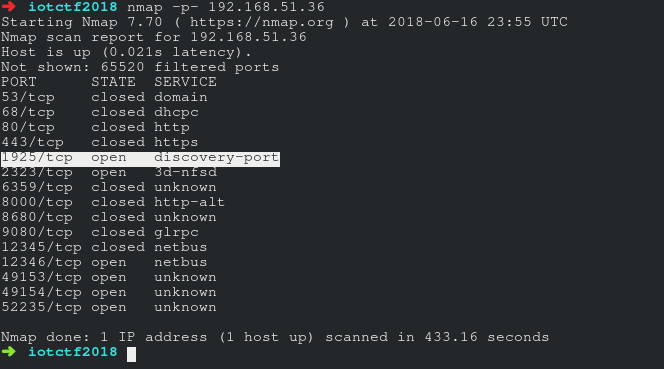 ➜ iotctf2018 nmap -p- 192.168.51.36
Starting Nmap 7.70 ( https://nmap.org ) at 2018-06-16 23:55 UTC
Nmap scan report for 192.168.51.36
Host is up (0.021s latency).
Not shown: 65520 filtered ports
PORT      STATE  SERVICE
53/tcp    closed domain
68/tcp    closed dhcpc
80/tcp    closed http
443/tcp   closed https
1925/tcp  open   discovery-port
2323/tcp  open   3d-nfsd
6359/tcp  closed unknown
8000/tcp  closed http-alt
8680/tcp  closed unknown
9080/tcp  closed glrpc
12345/tcp closed netbus
12346/tcp open   netbus
49153/tcp open   unknown
49154/tcp open   unknown
52235/tcp open   unknown
Nmap done: 1 IP address (1 host up) scanned in 433.16 seconds
➜ iotctf2018